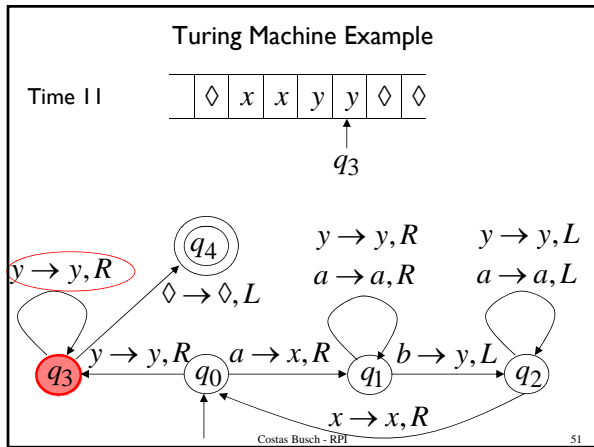 Turing Machine Example
Time 11
◊ x x y y ◊ ◊
q3
y → y, R
q4
◊ → ◊, L
y → y, R
a → a, R
y → y, L
a → a, L
q3 y → y, R q0 a → x, R q1 b → y, L q2
x → x, R
Costas Busch - RPI 51